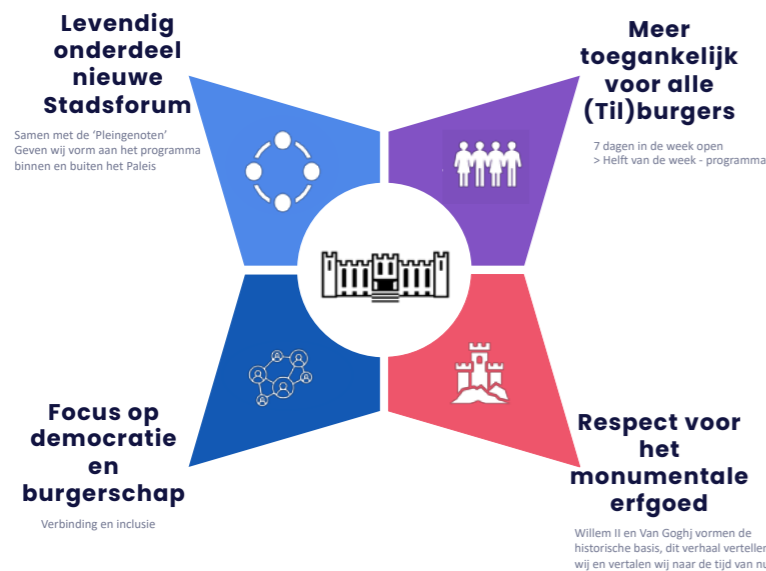 Levendig
onderdeel
nieuwe
Stadsforum
Samen met de ‘Pleingenoten’
Geven wij vorm aan het programma
binnen en buiten het Paleis
Meer
toegankelijk
voor alle
(Til)burgers
7 dagen in de week open
> Helft van de week - programma
Focus op
democratie
en
burgerschap
Verbinding en inclusie
Respect voor
het
monumentale
erfgoed
Willem II en Van Goghj vormen de
historische basis, dit verhaal vertellen
wij en vertalen wij naar de tijd van nu